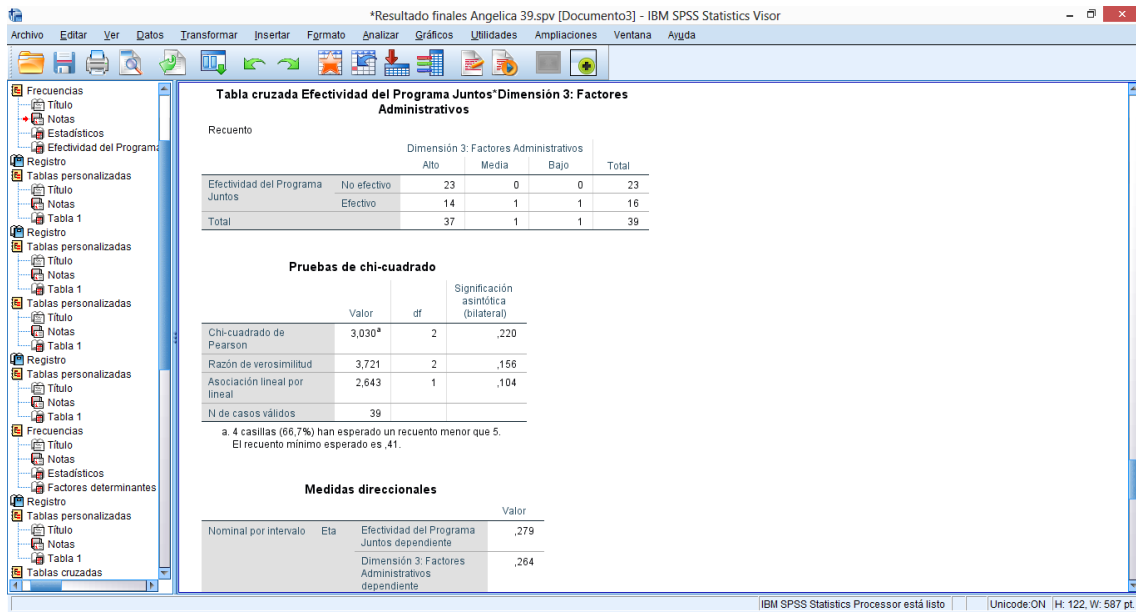 *Resultado finales Angelica 39.spv [Documento3] - IBM SPSS Statistics Visor
Archivo Editar Ver Datos Transformar Insertar Formato Analizar Gráficos Utilidades Ampliaciones Ventana Ayuda
Frecuencias
Título
Notas
Estadísticos
Efectividad del Programa
Registro
Tablas personalizadas
Título
Notas
Tabla 1
Registro
Tablas personalizadas
Título
Notas
Tabla 1
Tablas personalizadas
Título
Notas
Tabla 1
Registro
Tablas personalizadas
Título
Notas
Tabla 1
Frecuencias
Título
Notas
Estadísticos
Factores determinantes
Registro
Tablas personalizadas
Título
Notas
Tabla 1
Tablas cruzadas
Tabla cruzada Efectividad del Programa Juntos*Dimensión 3: Factores
Administrativos
Recuento
Dimensión 3: Factores Administrativos
Alto Media Bajo Total
Efectividad del Programa No efectivo 23 0 0 23
Juntos Efectivo 14 1 1 16
Total 37 1 1 39
Pruebas de chi-cuadrado
Significación
asintótica
Valor df (bilateral)
Chi-cuadrado de 3,030a 2 ,220
Pearson
Razón de verosimilitud 3,721 2 ,156
Asociación lineal por 2,643 1 ,104
lineal
N de casos válidos 39
a. 4 casillas (66,7%) han esperado un recuento menor que 5.
El recuento mínimo esperado es ,41.
Medidas direccionales
Valor
Nominal por intervalo Eta Efectividad del Programa ,279
Juntos dependiente
Dimensión 3: Factores ,264
Administrativos
dependiente
IBM SPSS Statistics Processor está listo Unicode:ON H: 122, W: 587 pt